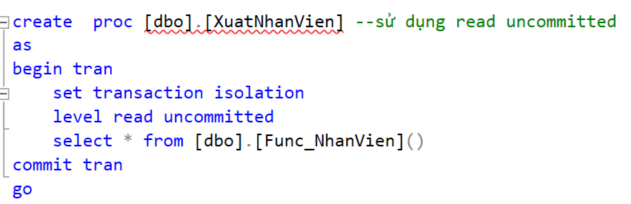 create  proc [dbo].[XuatNhanVien] --sử dụng read uncommitted
as
begin tran
    set transaction isolation
    level read uncommitted
    select * from [dbo].[Func_NhanVien]()
commit tran
go